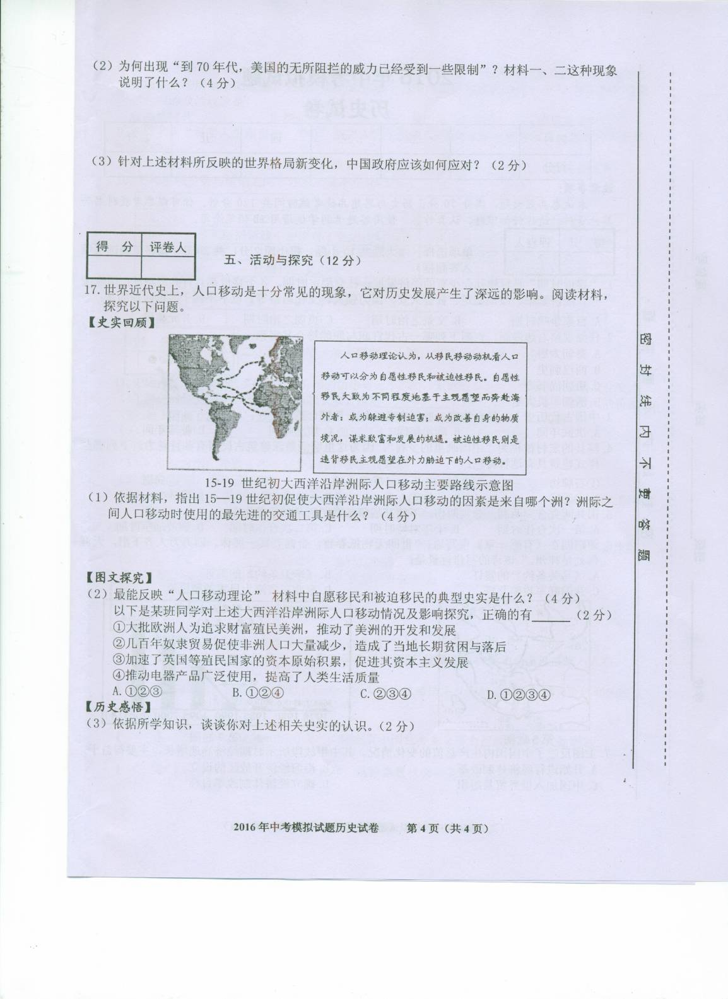 （2）为何出现“到 70 年代，美国的无所阻拦的威力已经受到一些限制”？材料一、二这种现象
说明了什么？（4 分）
（3）针对上述材料所反映的世界格局新变化，中国政府应该如何应对？（2 分）
得 分 评卷人
五、活动与探究（12 分）
17. 世界近代史上，人口移动是十分常见的现象，它对历史发展产生了深远的影响。阅读材料，
探究以下问题。
【史实回顾】
人口移动理论认为，从移民移动动机看人口
移动可以分为自愿性移民和被迫性移民。自愿性
移民大致为不同程度地基于主观愿望而奔赴海
外者：或为躲避专制迫害；或为改善自身的物质
境况，谋求致富和发展的机遇。被迫性移民则是
违背移民主观愿望在外力胁迫下的人口移动。
15-19 世纪初大西洋沿岸洲际人口移动主要路线示意图
（1）依据材料，指出 15—19 世纪初促使大西洋沿岸洲际人口移动的因素是来自哪个洲？洲际之
间人口移动时使用的最先进的交通工具是什么？（4 分）
【图文探究】
（2）最能反映“人口移动理论” 材料中自愿移民和被迫移民的典型史实是什么？（4 分）
以下是某班同学对上述大西洋沿岸洲际人口移动情况及影响探究，正确的有______（2 分）
①大批欧洲人为追求财富殖民美洲，推动了美洲的开发和发展
②几百年奴隶贸易促使非洲人口大量减少，造成了当地长期贫困与落后
③加速了英国等殖民国家的资本原始积累，促进其资本主义发展
④推动电器产品广泛使用，提高了人类生活质量
A. ①②③ B. ①②④ C. ②③④ D. ①②③④
【历史感悟】
（3）依据所学知识，谈谈你对上述相关史实的认识。（2 分）
2016 年中考模拟试题历史试卷 第 4 页（共 4 页）
密 封 线 内 不 要 答 题